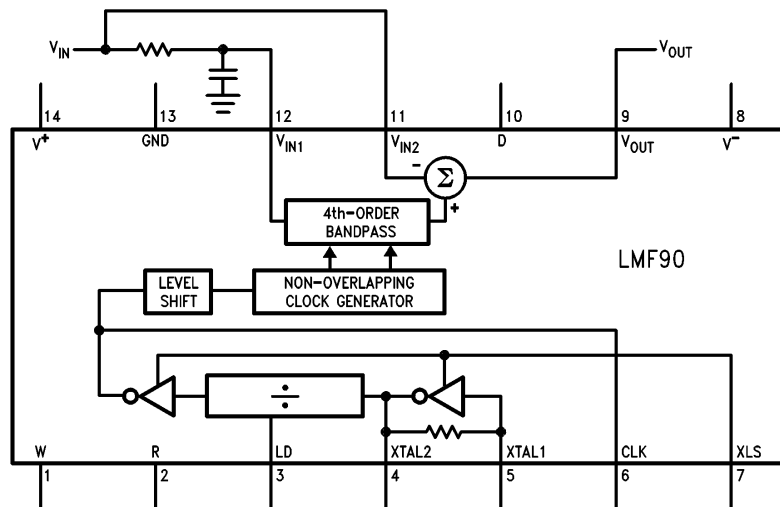 V_IN V_OUT
14 13 12 11 10 9 8
V⁺ GND V_IN1 V_IN2 D V_OUT V⁻
- Σ +
4th-ORDER
BANDPASS
LMF90
LEVEL
SHIFT
NON-OVERLAPPING
CLOCK GENERATOR
÷
W R LD XTAL2 XTAL1 CLK XLS
1 2 3 4 5 6 7